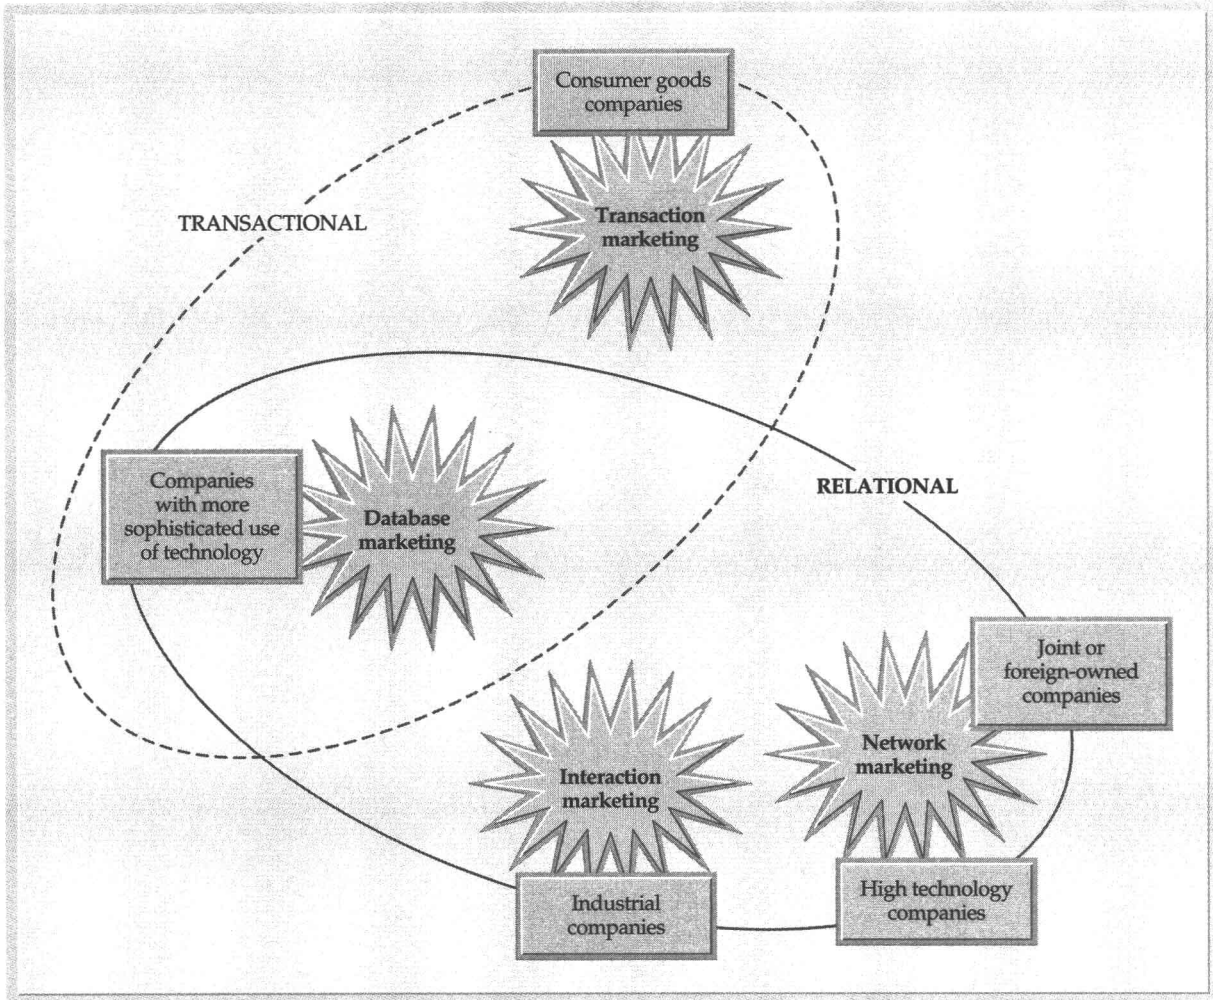 Consumer goods
companies
Transaction
marketing
TRANSACTIONAL
RELATIONAL
Companies
with more
sophisticated use
of technology
Database
marketing
Joint or
foreign-owned
companies
Network
marketing
Interaction
marketing
Industrial
companies
High technology
companies